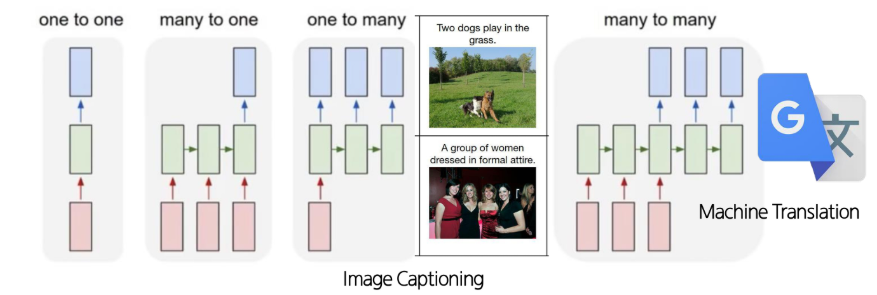 one to one
many to one
one to many
Two dogs play in the
grass.
A group of women
dressed in formal attire.
many to many
G
文
Machine Translation
Image Captioning